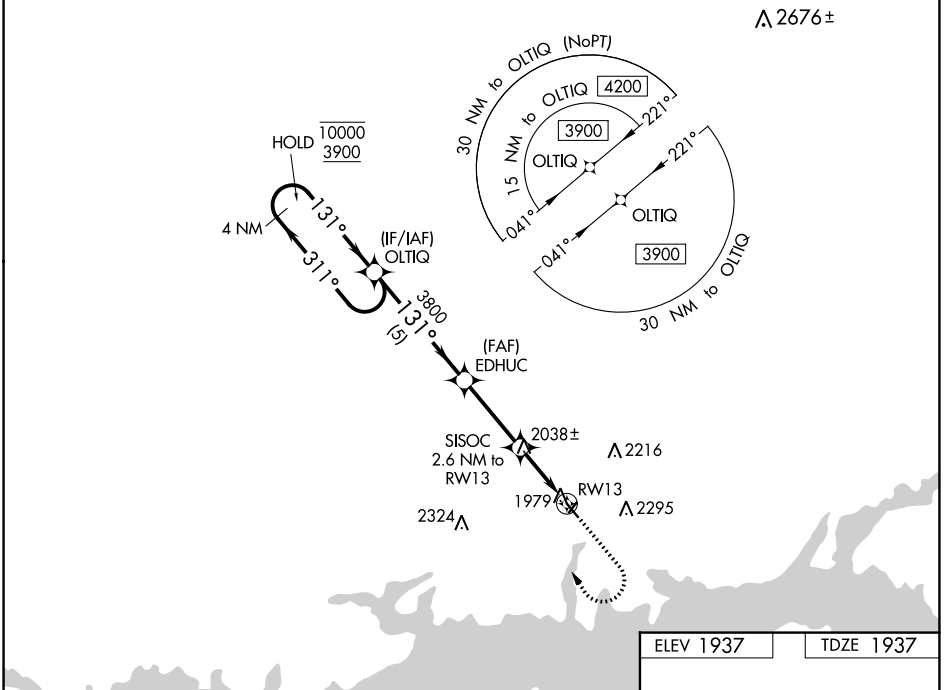 2676±
30 NM to OLTIQ (NoPT)
15 NM to OLTIQ
4200
3900
221°
OLTIQ
041°
221°
OLTIQ
041°
3900
30 NM to OLTIQ
HOLD
10000
3900
131°
4 NM
311°
(IF/IAF)
OLTIQ
3800
131°
(5)
(FAF)
EDHUC
SISOC
2.6 NM to
RW13
2038±
2216
1979
RW13
2295
2324
ELEV 1937
TDZE 1937